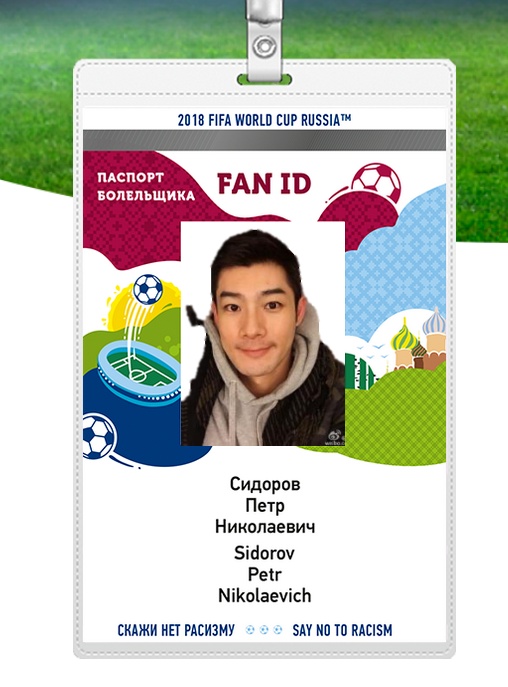 2018 FIFA WORLD CUP RUSSIA™
ПАСПОРТ
БОЛЕЛЬЩИКА
FAN ID
Сидоров
Петр
Николаевич
Sidorov
Petr
Nikolaevich
СКАЖИ НЕТ РАСИЗМУ
SAY NO TO RACISM